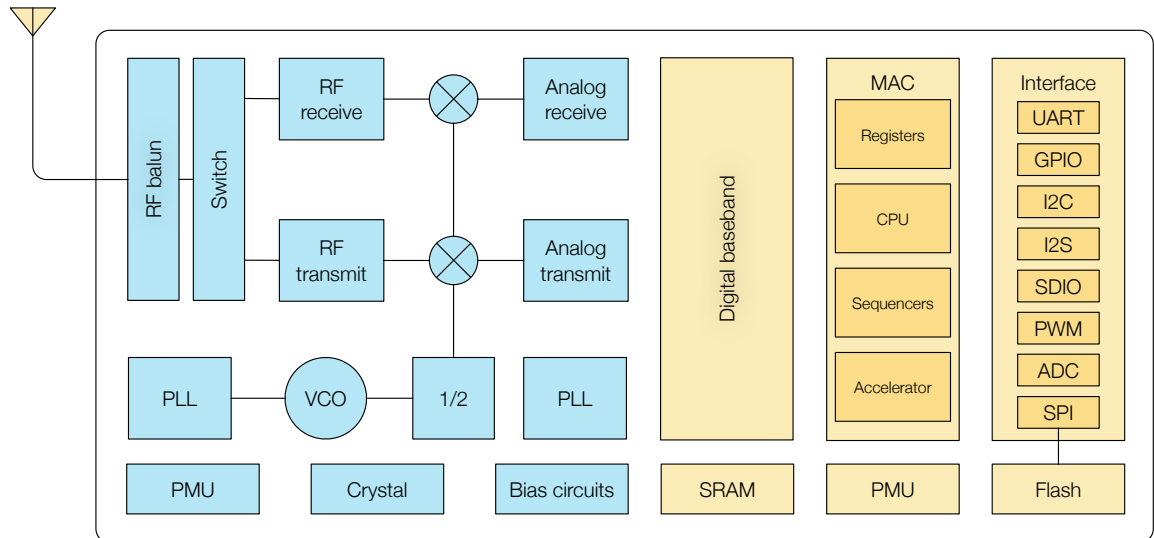 RF balun
Switch
RF
receive
Analog
receive
RF
transmit
Analog
transmit
PLL
VCO
1/2
PLL
PMU
Crystal
Bias circuits
Digital baseband
SRAM
MAC
Registers
CPU
Sequencers
Accelerator
PMU
Interface
UART
GPIO
I2C
I2S
SDIO
PWM
ADC
SPI
Flash